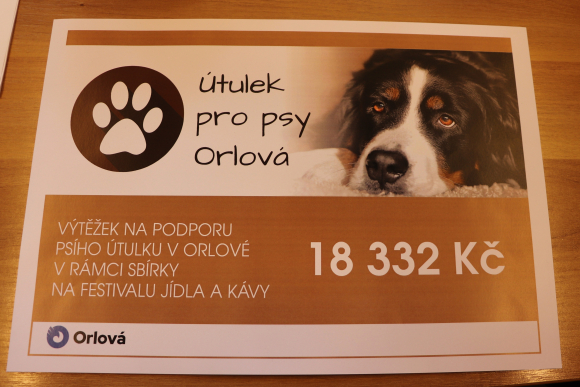 Útulek
pro psy
Orlová
VÝTĚŽEK NA PODPORU
PSÍHO ÚTULKU V ORLOVÉ
V RÁMCI SBÍRKY
NA FESTIVALU JÍDLA A KÁVY
18 332 Kč
Orlová